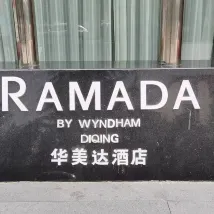 RAMADA
BY WYNDHAM
DIQING
华美达酒店